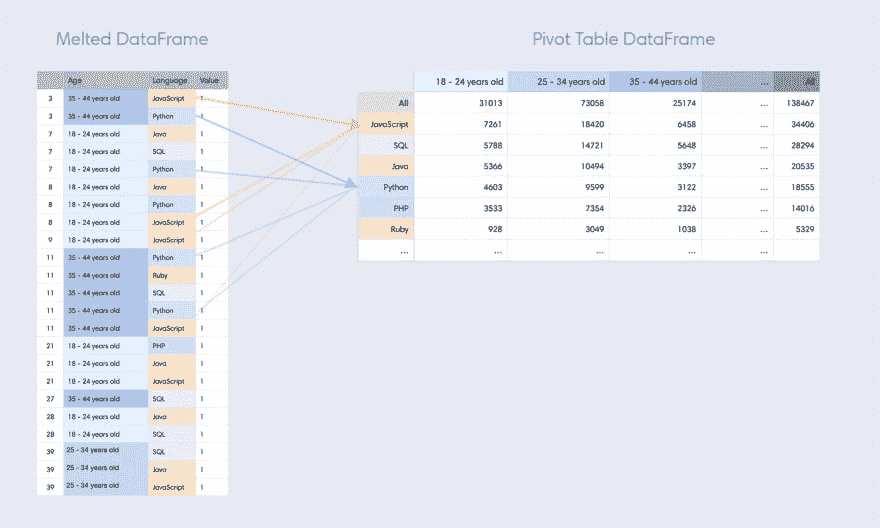 Melted DataFrame
Age Language Value
3 35 - 44 years old JavaScript 1
3 35 - 44 years old Python 1
7 18 - 24 years old Java 1
7 18 - 24 years old SQL 1
7 18 - 24 years old Python 1
8 18 - 24 years old Java 1
8 18 - 24 years old Python 1
8 18 - 24 years old JavaScript 1
9 18 - 24 years old JavaScript 1
11 35 - 44 years old Python 1
11 35 - 44 years old Ruby 1
11 35 - 44 years old SQL 1
11 35 - 44 years old Python 1
11 35 - 44 years old JavaScript 1
21 18 - 24 years old PHP 1
21 18 - 24 years old Java 1
21 18 - 24 years old JavaScript 1
27 35 - 44 years old SQL 1
28 18 - 24 years old Java 1
28 18 - 24 years old SQL 1
39 25 - 34 years old SQL 1
39 25 - 34 years old Java 1
39 25 - 34 years old JavaScript 1
Pivot Table DataFrame
18 - 24 years old 25 - 34 years old 35 - 44 years old ... All
All 31013 73058 25174 ... 138467
JavaScript 7261 18420 6458 ... 34406
SQL 5788 14721 5648 ... 28294
Java 5366 10494 3397 ... 20535
Python 4603 9599 3122 ... 18555
PHP 3533 7354 2326 ... 14016
Ruby 928 3049 1038 ... 5329
... ... ... ... ... ...